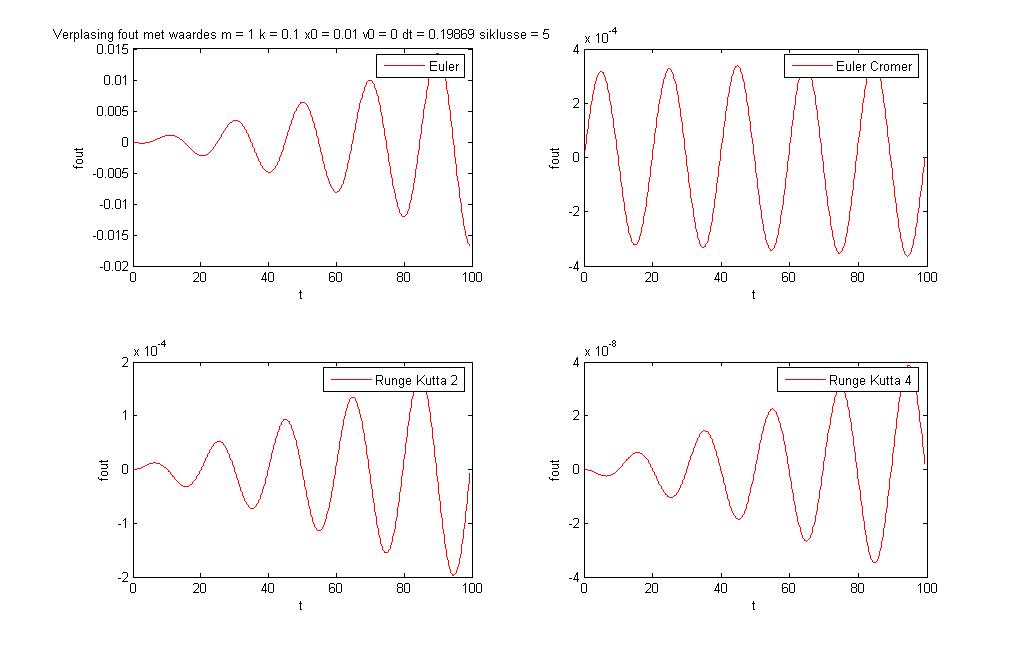 Verplasing fout met waardes m = 1 k = 0.1 x0 = 0.01 v0 = 0 dt = 0.19869 siklusse = 5
Euler
0.015
0.01
0.005
0
-0.005
-0.01
-0.015
-0.02
fout
0 20 40 60 80 100
t
x 10^-4
Euler Cromer
4
2
0
-2
-4
fout
0 20 40 60 80 100
t
x 10^-4
Runge Kutta 2
2
1
0
-1
-2
fout
0 20 40 60 80 100
t
x 10^-8
Runge Kutta 4
4
2
0
-2
-4
fout
0 20 40 60 80 100
t